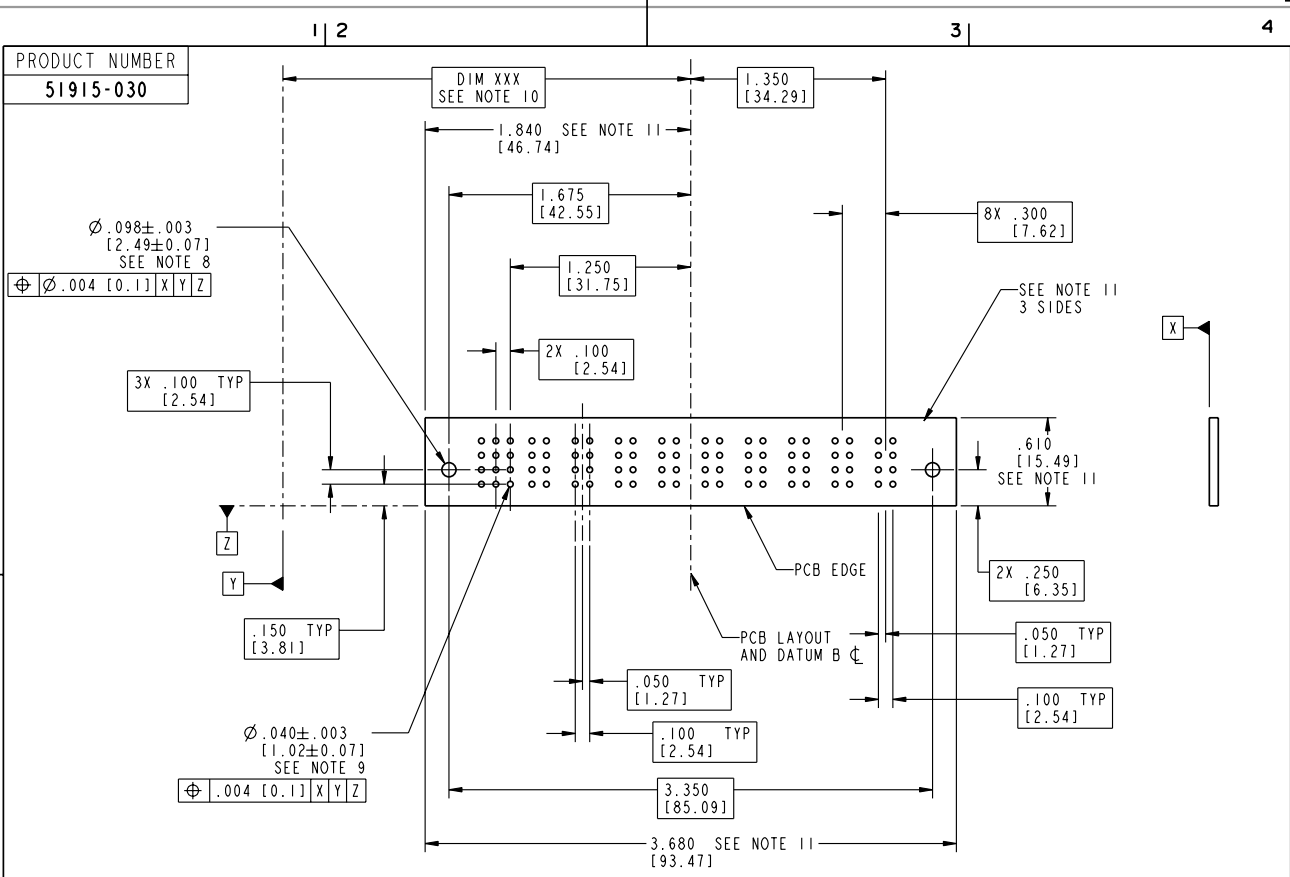 1 2 3 4
PRODUCT NUMBER
51915-030
DIM XXX
SEE NOTE 10
1.350
[34.29]
1.840 SEE NOTE 11
[46.74]
1.675
[42.55]
8X .300
[7.62]
Ø.098±.003
[2.49±0.07]
SEE NOTE 8
⌖ Ø.004 [0.1] X Y Z
1.250
[31.75]
SEE NOTE 11
3 SIDES
X
2X .100
[2.54]
3X .100 TYP
[2.54]
.610
[15.49]
SEE NOTE 11
Z
Y
PCB EDGE
2X .250
[6.35]
.150 TYP
[3.81]
PCB LAYOUT
AND DATUM B ℄
.050 TYP
[1.27]
.050 TYP
[1.27]
.100 TYP
[2.54]
Ø.040±.003
[1.02±0.07]
SEE NOTE 9
⌖ .004 [0.1] X Y Z
.100 TYP
[2.54]
3.350
[85.09]
3.680 SEE NOTE 11
[93.47]